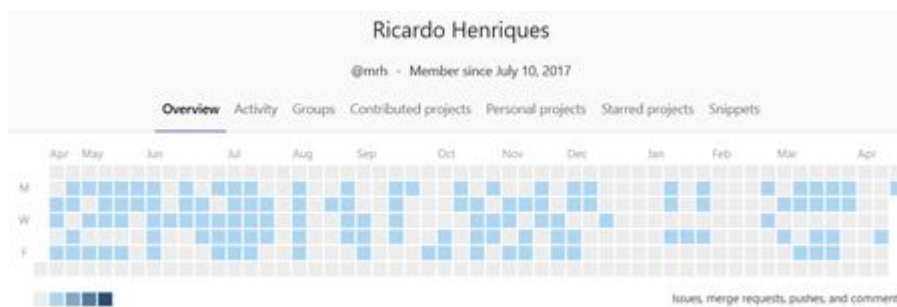 Ricardo Henriques
@mrh · Member since July 10, 2017
Overview Activity Groups Contributed projects Personal projects Starred projects Snippets
Apr May Jun Jul Aug Sep Oct Nov Dec Jan Feb Mar Apr
M
W
F
Issues, merge requests, pushes, and comment